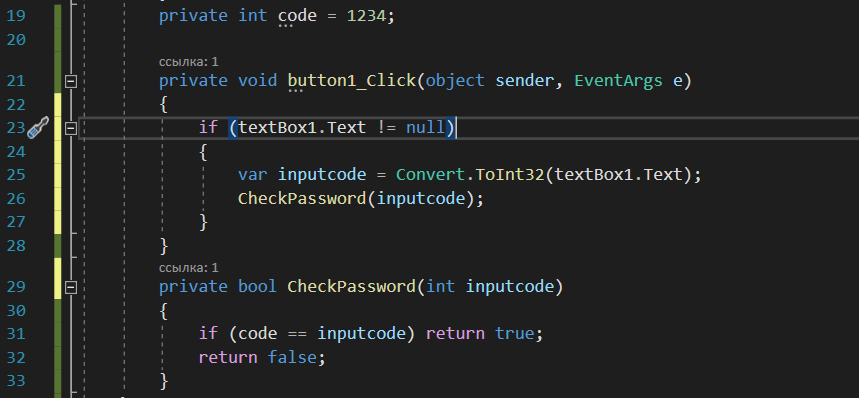 19 private int code = 1234;
20
ссылка: 1
21 private void button1_Click(object sender, EventArgs e)
22 {
23 if (textBox1.Text != null)
24 {
25 var inputcode = Convert.ToInt32(textBox1.Text);
26 CheckPassword(inputcode);
27 }
28 }
ссылка: 1
29 private bool CheckPassword(int inputcode)
30 {
31 if (code == inputcode) return true;
32 return false;
33 }